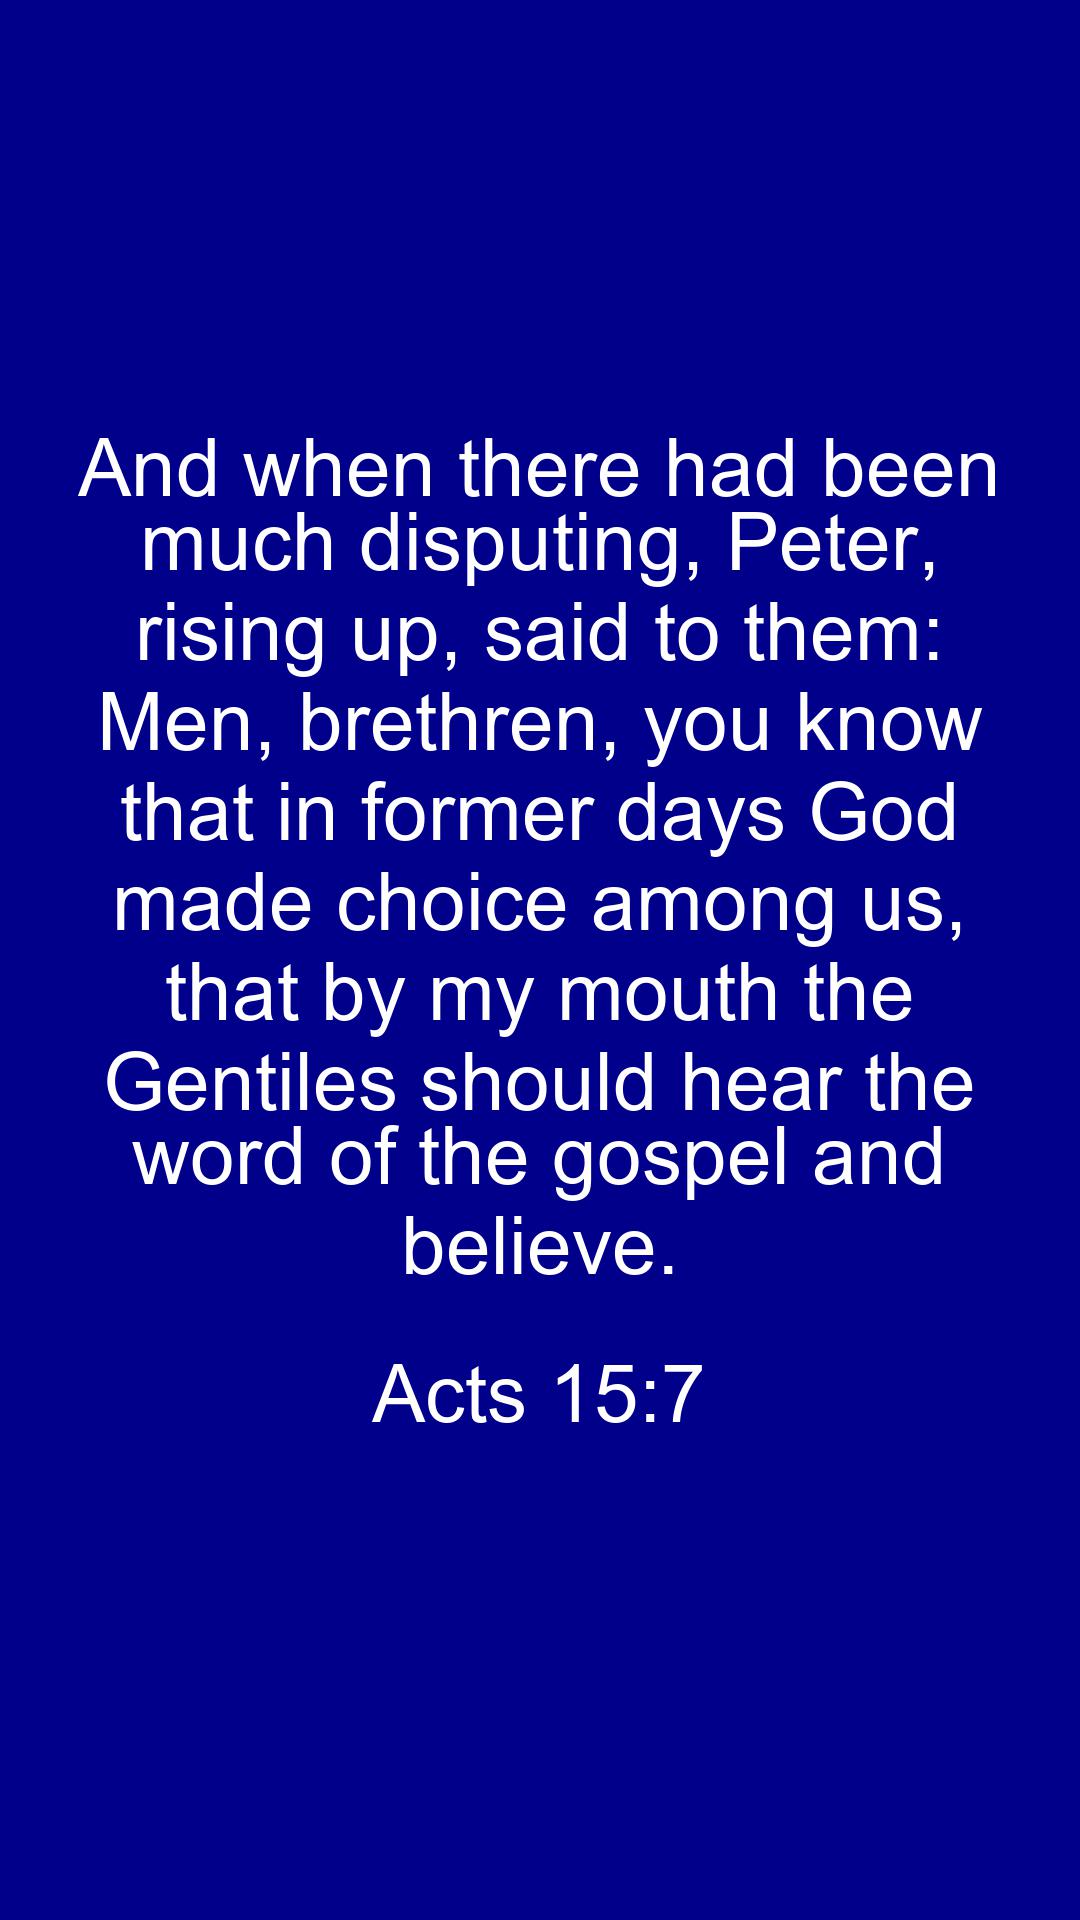 And when there had been
much disputing, Peter,
rising up, said to them:
Men, brethren, you know
that in former days God
made choice among us,
that by my mouth the
Gentiles should hear the
word of the gospel and
believe.
Acts 15:7